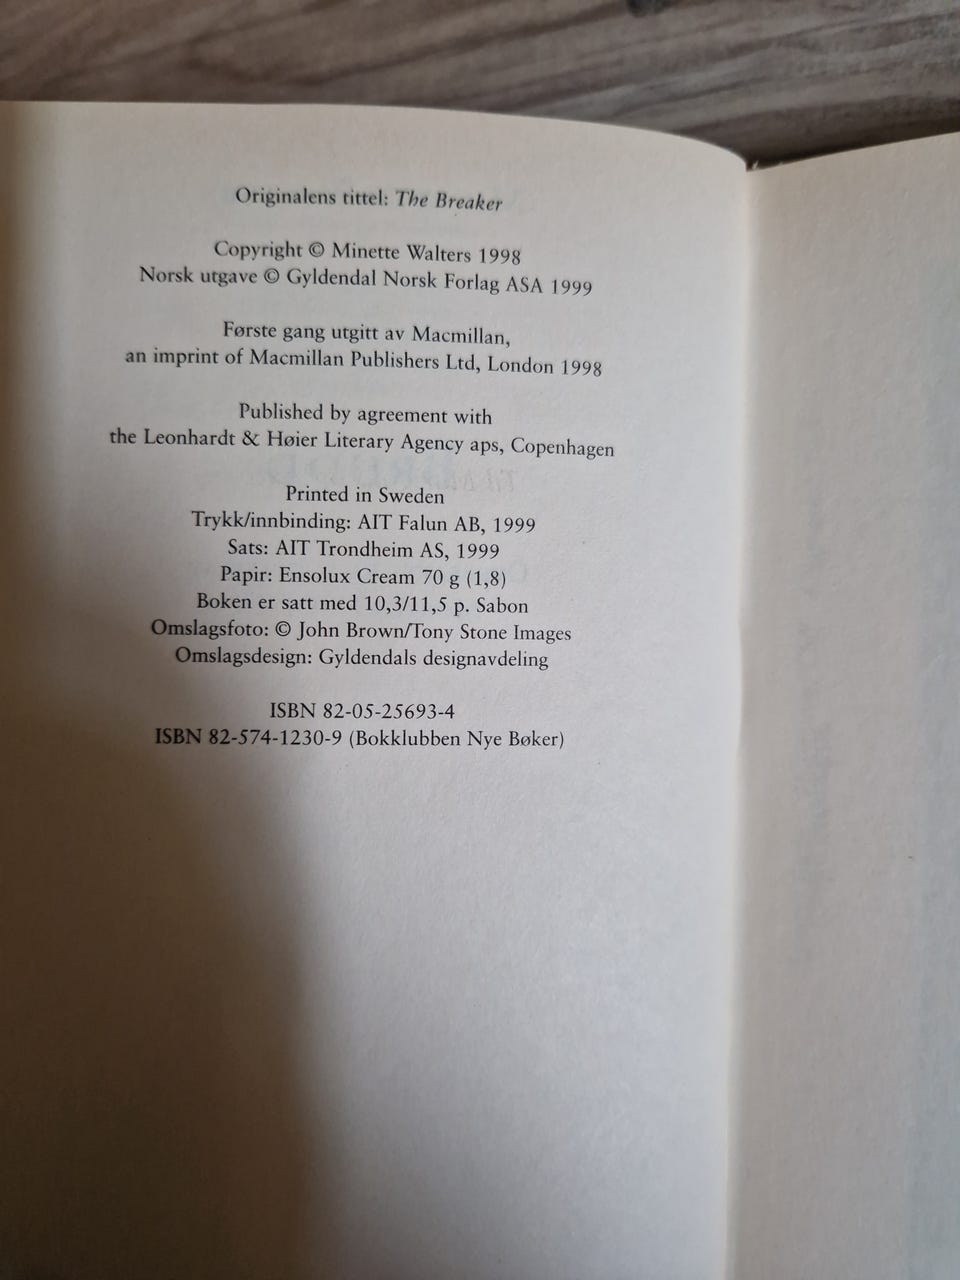 Originalens tittel: The Breaker
Copyright © Minette Walters 1998
Norsk utgave © Gyldendal Norsk Forlag ASA 1999
Første gang utgitt av Macmillan,
an imprint of Macmillan Publishers Ltd, London 1998
Published by agreement with
the Leonhardt & Høier Literary Agency aps, Copenhagen
Printed in Sweden
Trykk/innbinding: AIT Falun AB, 1999
Sats: AIT Trondheim AS, 1999
Papir: Ensolux Cream 70 g (1,8)
Boken er satt med 10,3/11,5 p. Sabon
Omslagsfoto: © John Brown/Tony Stone Images
Omslagsdesign: Gyldendals designavdeling
ISBN 82-05-25693-4
ISBN 82-574-1230-9 (Bokklubben Nye Bøker)